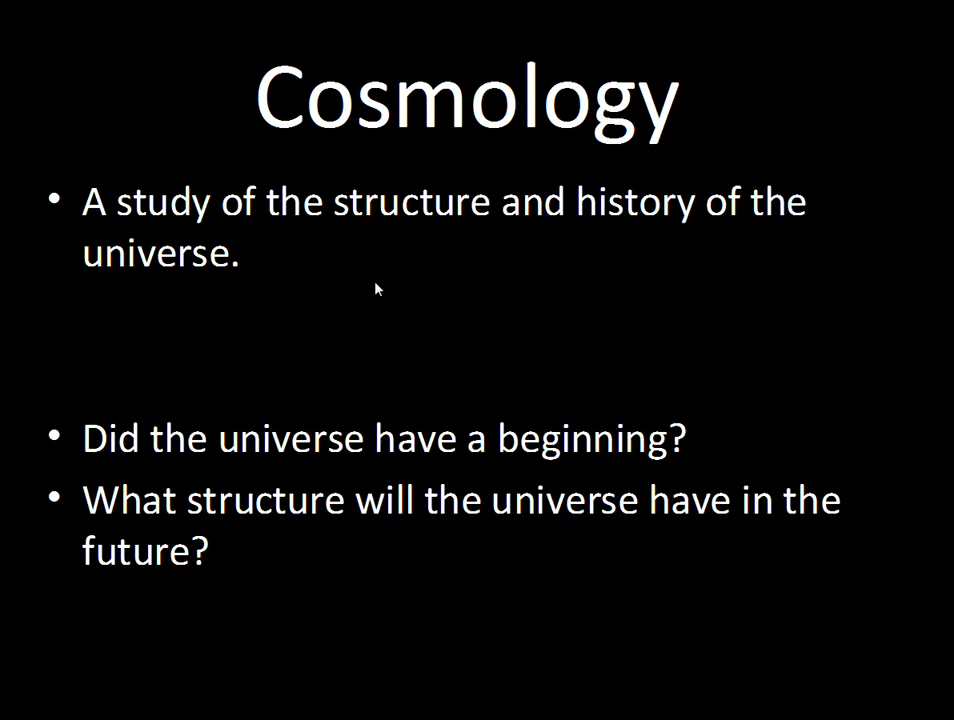 Cosmology
• A study of the structure and history of the
universe.
• Did the universe have a beginning?
• What structure will the universe have in the
future?